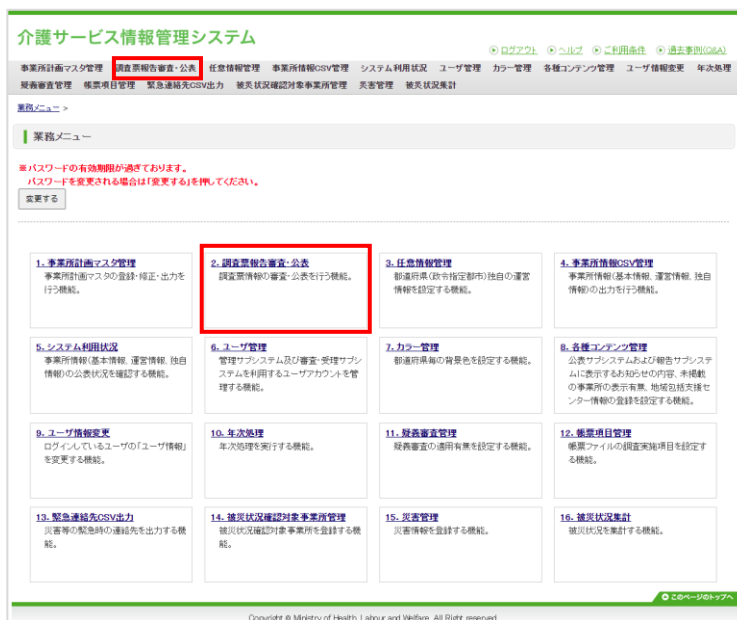 介護サービス情報管理システム
ログアウト ヘルプ ご利用条件 過去事例(Q&A)
事業所計画マスタ管理 調査票報告審査・公表 任意情報管理 事業所情報CSV管理 システム利用状況 ユーザ管理 カラー管理 各種コンテンツ管理 ユーザ情報変更 年次処理
疑義審査管理 帳票項目管理 緊急連絡先CSV出力 被災状況確認対象事業所管理 災害管理 被災状況集計
業務メニュー >
業務メニュー
※パスワードの有効期限が過ぎております。
パスワードを変更される場合は「変更する」を押してください。
変更する
1. 事業所計画マスタ管理
事業所計画マスタの登録・修正・出力を
行う機能。
2. 調査票報告審査・公表
調査票情報の審査・公表を行う機能。
3. 任意情報管理
都道府県(政令指定都市)独自の運営
情報を設定する機能。
4. 事業所情報CSV管理
事業所情報(基本情報、運営情報、独自
情報)の出力を行う機能。
5. システム利用状況
事業所情報(基本情報、運営情報、独自
情報)の公表状況を確認する機能。
6. ユーザ管理
管理サブシステム及び審査・受理サブシ
ステムを利用するユーザアカウントを管
理する機能。
7. カラー管理
都道府県毎の背景色を設定する機能。
8. 各種コンテンツ管理
公表サブシステムおよび報告サブシステ
ムに表示するお知らせの内容、未掲載
の事業所の表示有無、地域包括支援セ
ンター情報の登録を設定する機能。
9. ユーザ情報変更
ログインしているユーザの「ユーザ情報」
を変更する機能。
10. 年次処理
年次処理を実行する機能。
11. 疑義審査管理
疑義審査の適用有無を設定する機能。
12. 帳票項目管理
帳票ファイルの調査実施項目を設定す
る機能。
13. 緊急連絡先CSV出力
災害等の緊急時の連絡先を出力する機
能。
14. 被災状況確認対象事業所管理
被災状況確認対象事業所を登録する機
能。
15. 災害管理
災害情報を登録する機能。
16. 被災状況集計
被災状況を集計する機能。
このページのトップへ
Copyright © Ministry of Health, Labour and Welfare, All Right reserved.